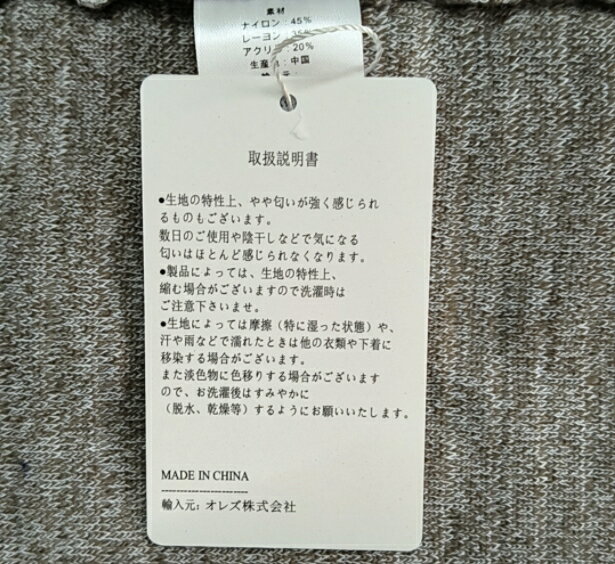 素材
ナイロン:45%
レーヨン:35%
アクリル:20%
生産 :中国
取扱説明書
●生地の特性上、やや匂いが強く感じられ
るものもございます。
数日のご使用や陰干しなどで気になる
匂いはほとんど感じられなくなります。
●製品によっては、生地の特性上、
縮む場合がございますので洗濯時は
ご注意下さいませ。
●生地によっては摩擦（特に湿った状態）や、
汗や雨などで濡れたときは他の衣類や下着に
移染する場合がございます。
また淡色物に色移りする場合がございます
ので、お洗濯後はすみやかに
（脱水、乾燥等）するようにお願いいたします。
MADE IN CHINA
------------------------
輸入元: オレズ株式会社